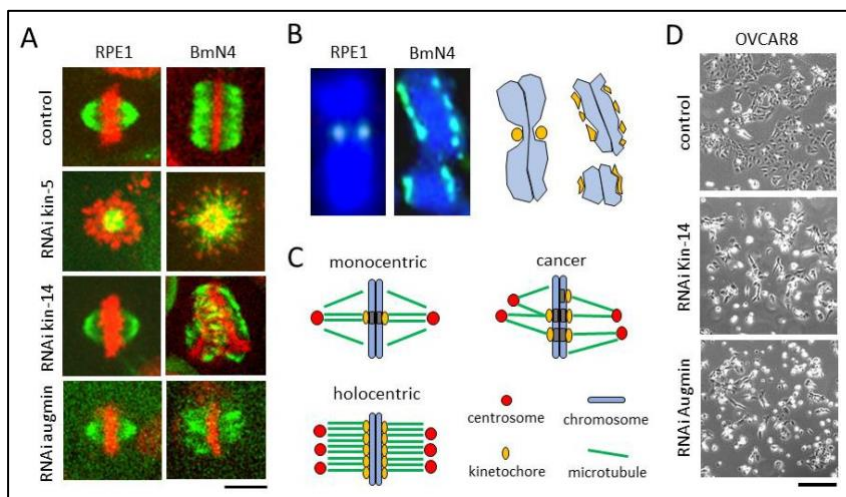 A
RPE1 BmN4
control
RNAi kin-5
RNAi kin-14
RNAi augmin
B
RPE1 BmN4
C
monocentric cancer
holocentric
centrosome chromosome
kinetochore microtubule
D
OVCAR8
control
RNAi Kin-14
RNAi Augmin